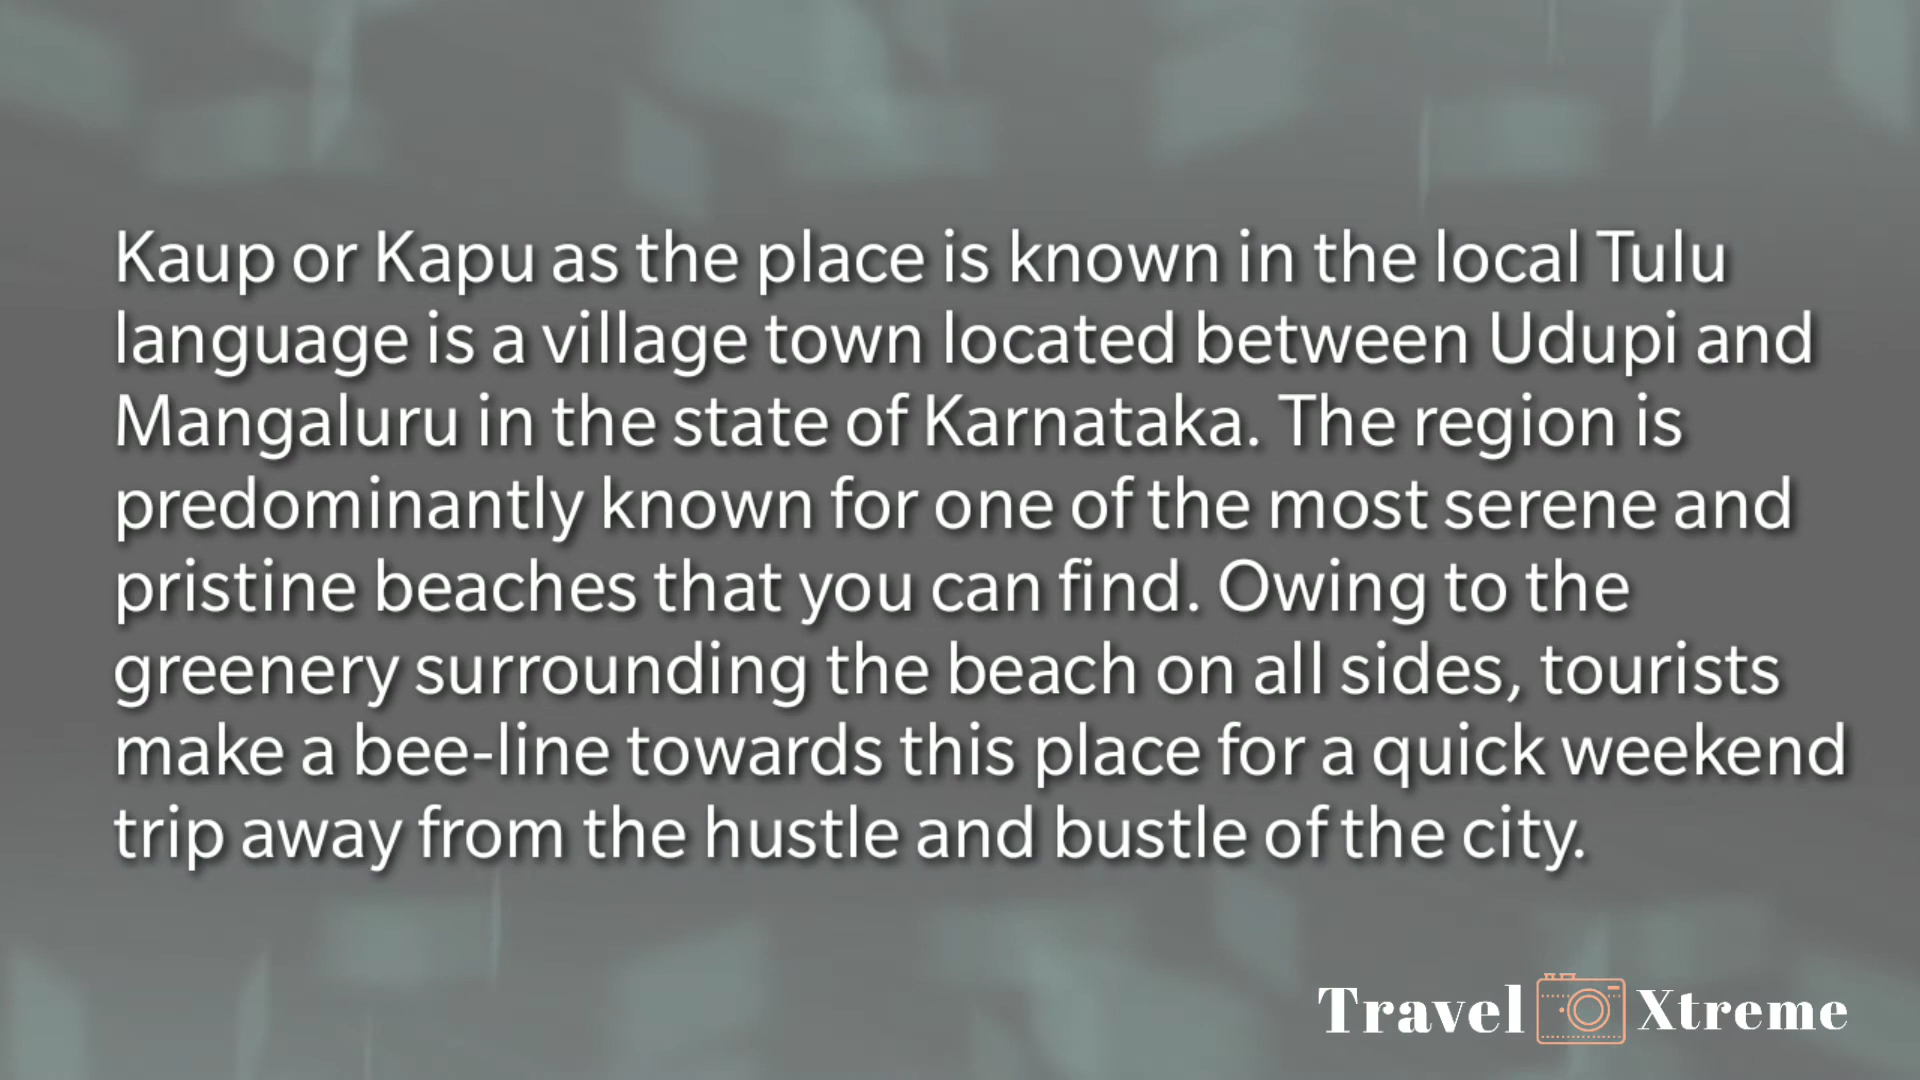 Kaup or Kapu as the place is known in the local Tulu
language is a village town located between Udupi and
Mangaluru in the state of Karnataka. The region is
predominantly known for one of the most serene and
pristine beaches that you can find. Owing to the
greenery surrounding the beach on all sides, tourists
make a bee-line towards this place for a quick weekend
trip away from the hustle and bustle of the city.
Travel Xtreme